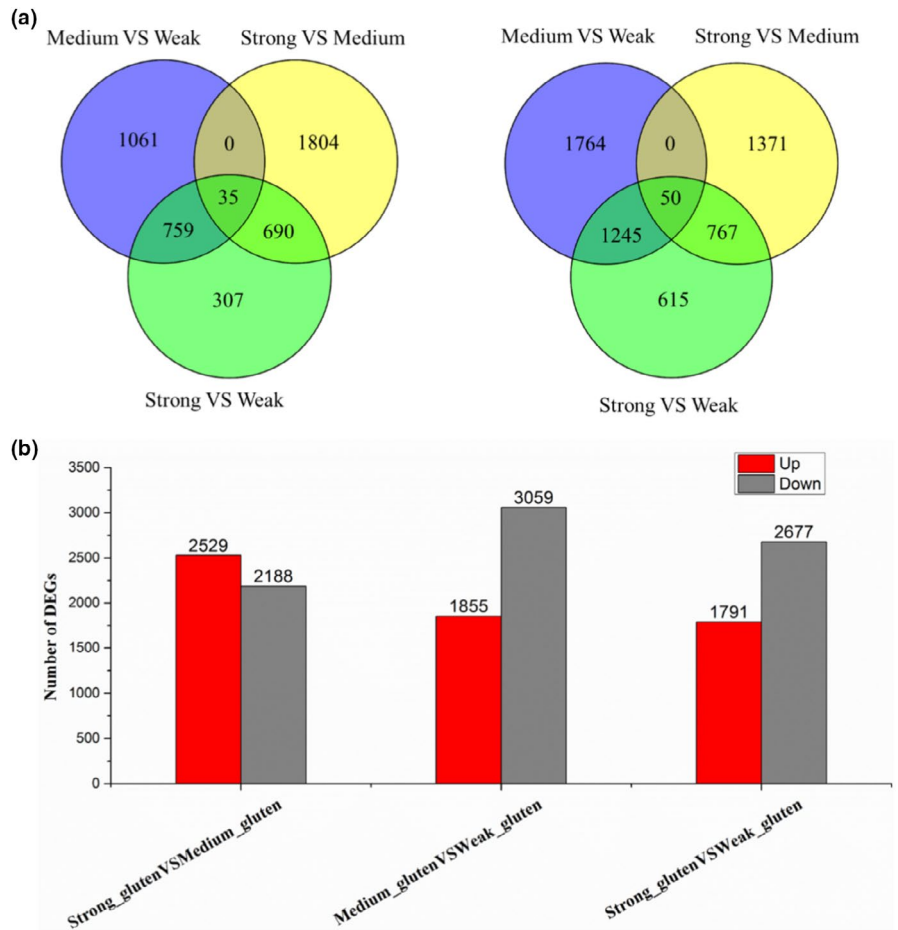 (a)
Medium VS Weak
Strong VS Medium
1061
0
1804
35
759
690
307
Strong VS Weak
Medium VS Weak
Strong VS Medium
1764
0
1371
50
1245
767
615
Strong VS Weak
(b)
Number of DEGs
3500
3000
2500
2000
1500
1000
500
0
Up
Down
2529
2188
1855
3059
1791
2677
Strong_glutenVSMedium_gluten
Medium_glutenVSWeak_gluten
Strong_glutenVSWeak_gluten